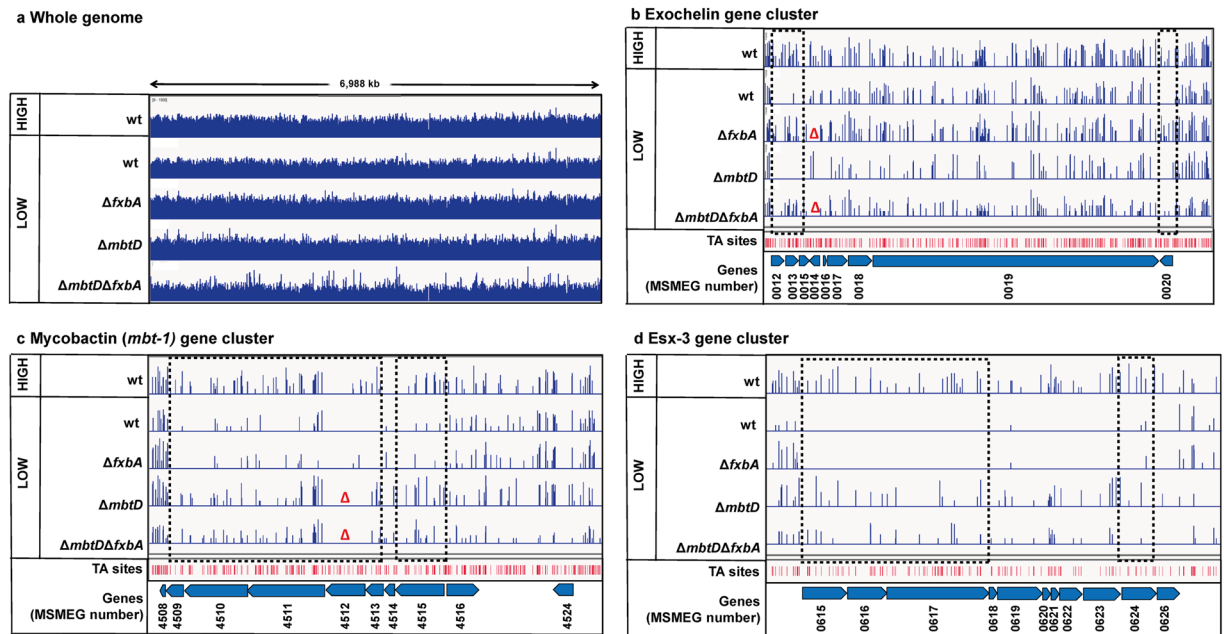 a Whole genome
6,988 kb
[0 - 1000]
HIGH
wt
LOW
wt
ΔfxbA
ΔmbtD
ΔmbtDΔfxbA
b Exochelin gene cluster
HIGH
wt
LOW
wt
ΔfxbA
Δ
ΔmbtD
ΔmbtDΔfxbA
Δ
TA sites
Genes
(MSMEG number)
0012
0013
0015
0014
0016
0017
0018
0019
0020
c Mycobactin (mbt-1) gene cluster
HIGH
wt
LOW
wt
ΔfxbA
ΔmbtD
Δ
ΔmbtDΔfxbA
Δ
TA sites
Genes
(MSMEG number)
4508
4509
4510
4511
4512
4513
4514
4515
4516
4524
d Esx-3 gene cluster
HIGH
wt
LOW
wt
ΔfxbA
ΔmbtD
ΔmbtDΔfxbA
TA sites
Genes
(MSMEG number)
0615
0616
0617
0618
0619
0620
0621
0622
0623
0624
0626